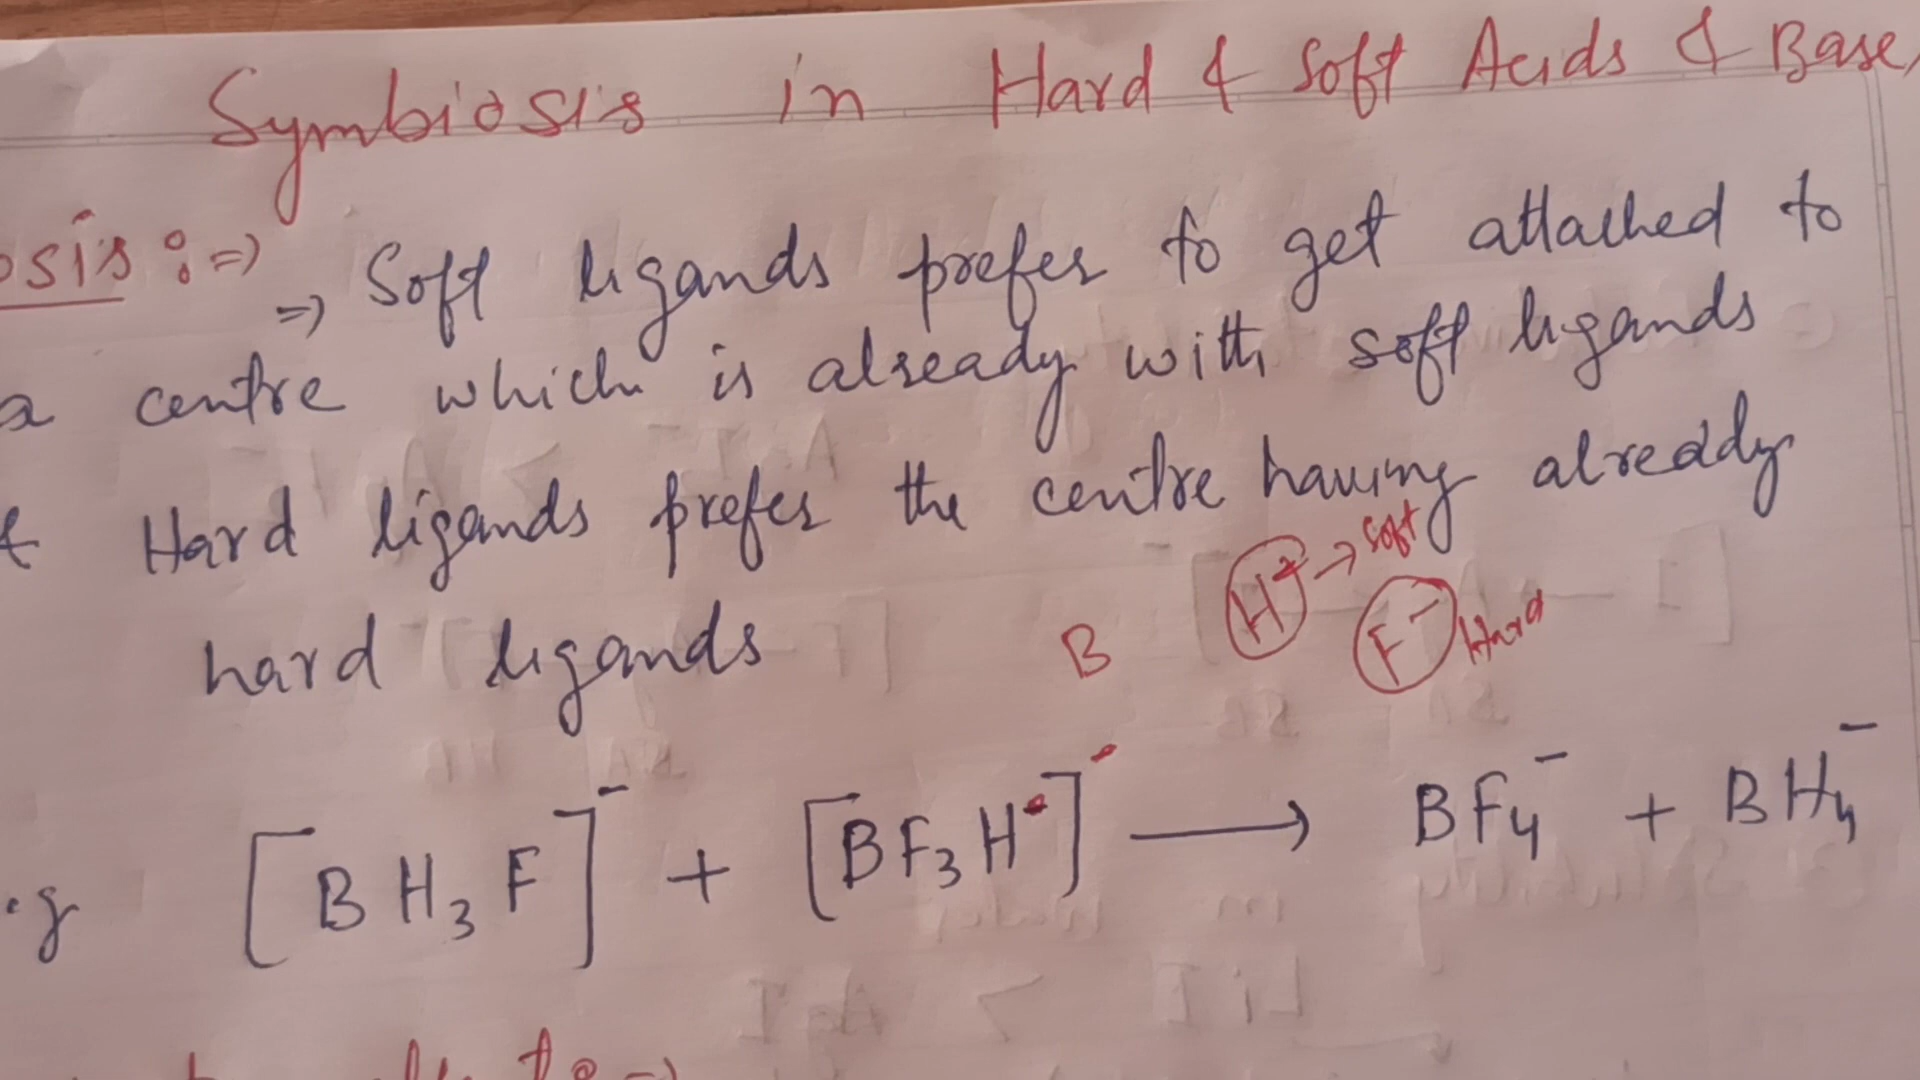 Symbiosis in Hard & Soft Acids & Base
osis :⇒
⇒ Soft ligands prefer to get attached to
a centre which is already with soft ligands
& Hard ligands prefer the centre having already
hard ligands
B H⁺ → Soft F⁻ Hard
.g [BH₃F]⁻ + [BF₃H]⁻ ⟶ BF₄⁻ + BH₄⁻